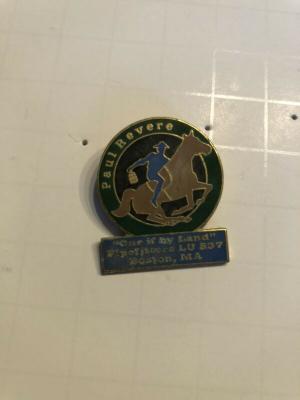 Paul Revere
"One if by Land"
Pipefitters LU 537
Boston, MA